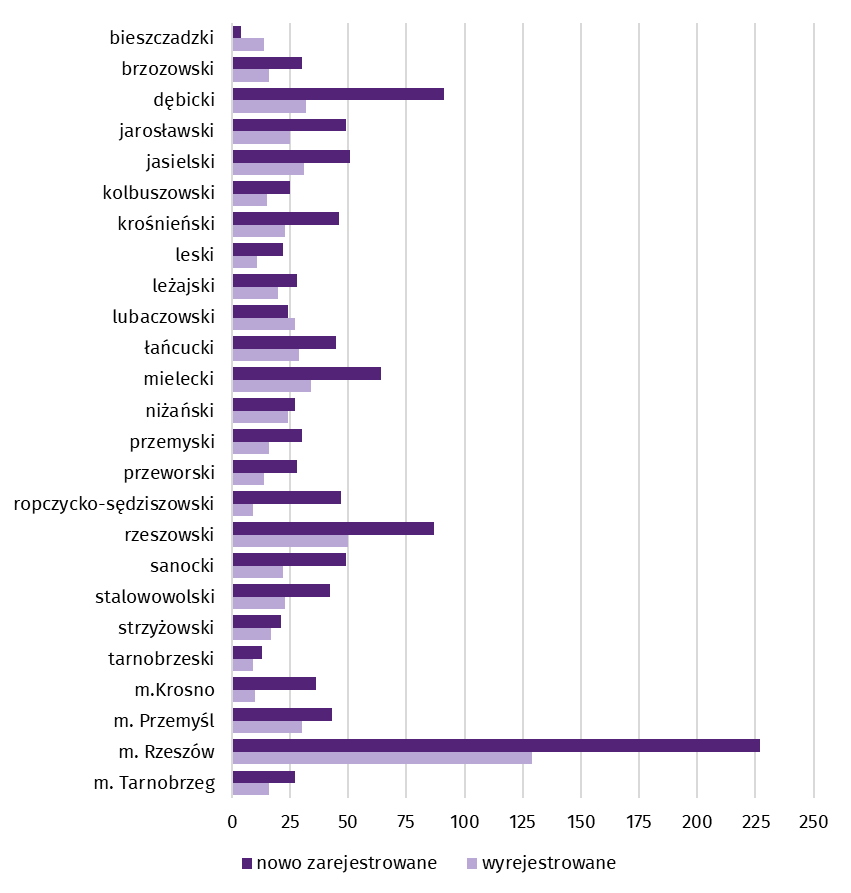 bieszczadzki
brzozowski
dębicki
jarosławski
jasielski
kolbuszowski
krośnieński
leski
leżajski
lubaczowski
łańcucki
mielecki
niżański
przemyski
przeworski
ropczycko-sędziszowski
rzeszowski
sanocki
stalowowolski
strzyżowski
tarnobrzeski
m.Krosno
m. Przemyśl
m. Rzeszów
m. Tarnobrzeg
0 25 50 75 100 125 150 175 200 225 250
nowo zarejestrowane wyrejestrowane